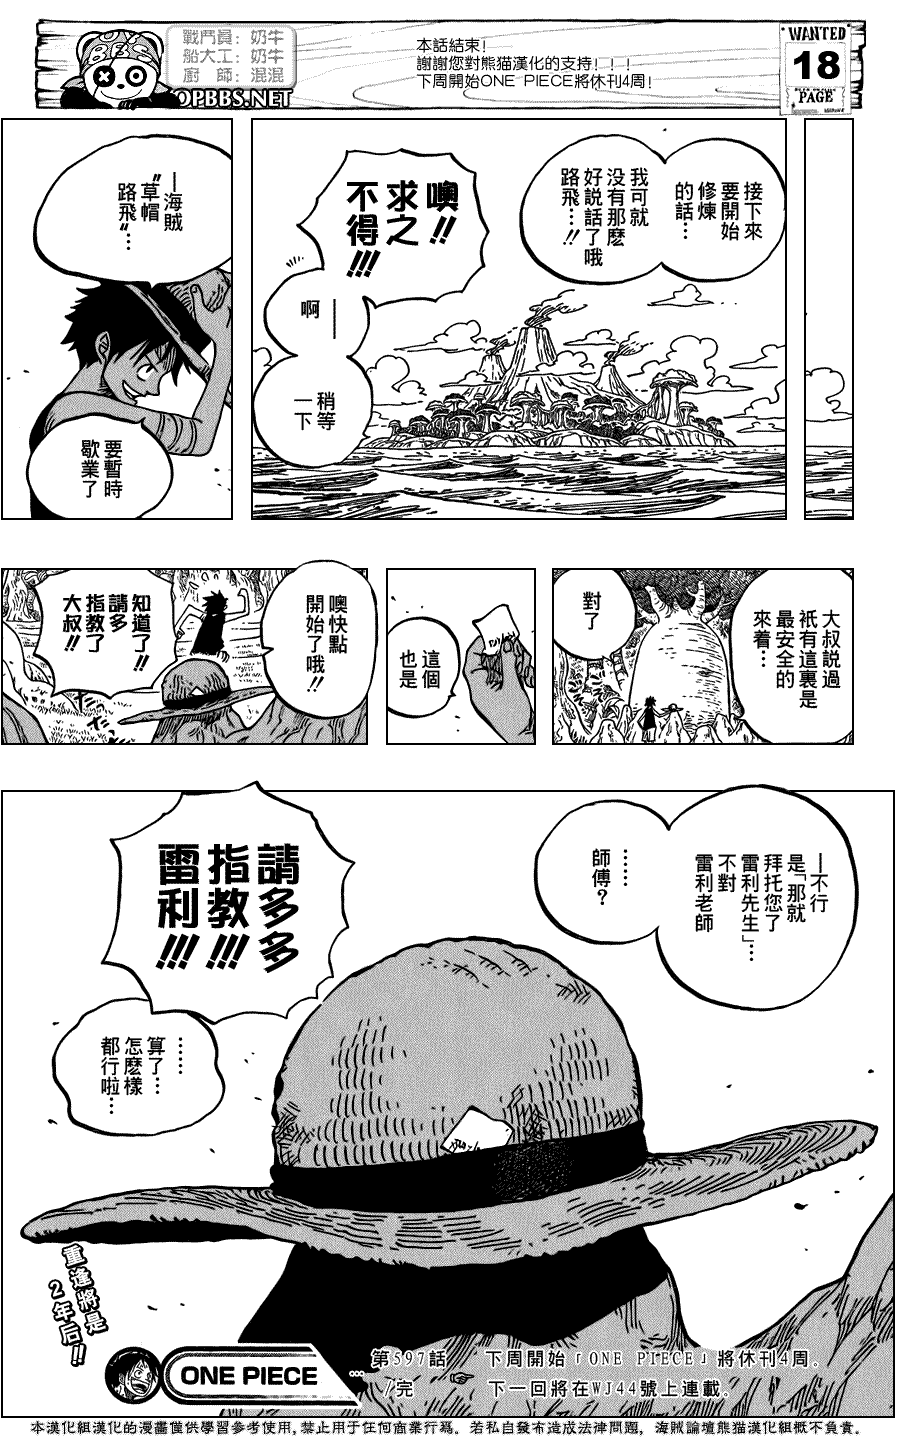 戰鬥員：奶牛
船大工：奶牛
廚　師：混混
OPBBS.NET
本話結束！
謝謝您對熊猫漢化的支持！！！
下周開始ONE PIECE將休刊4周！
WANTED
18
PAGE
接下來
要開始
修煉
的話…
我可就
没有那麽
好説話了哦
路飛…!!
噢!!
求之
不得!!!
——
啊
稍等
一下
—海賊
“草帽
路飛”…
要暫時
歇業了
大叔説過
祇有這裏是
最安全的
來着…
對了
這個
也是
噢快點
開始了哦!!
知道了!!
請多
指教了
大叔!!
—不行
是「那就
拜托您了
雷利先生」…
不對
雷利老師
……
師傅？
請多多
指教!!!
雷利!!!
……
算了…
怎麽樣
都行啦…
重逢將是
2年后!!
ONE PIECE
…第597話
/完
下周開始「ONE PIECE」將休刊4周.
下一回將在WJ44號上連載.
本漢化組漢化的漫畫僅供學習參考使用,禁止用于任何商業行爲. 若私自發布造成法律問題, 海賊論壇熊猫漢化組概不負責.